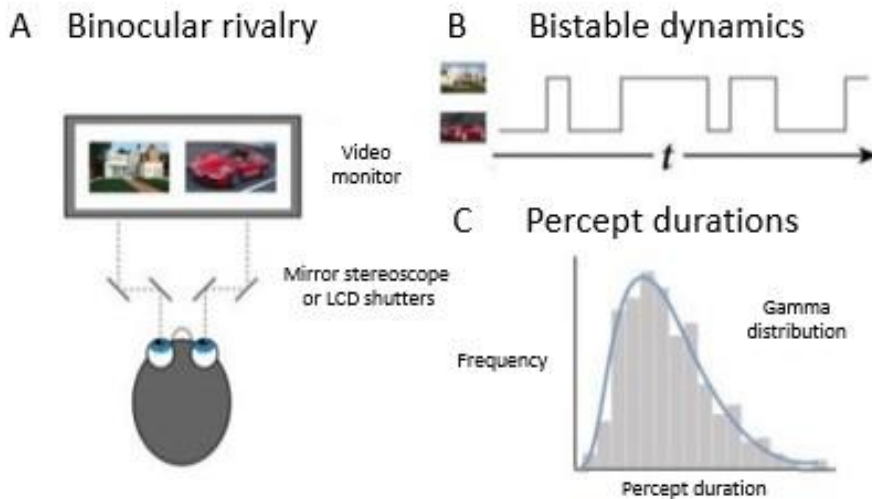 A Binocular rivalry
Video
monitor
Mirror stereoscope
or LCD shutters
B Bistable dynamics
t
C Percept durations
Gamma
distribution
Frequency
Percept duration